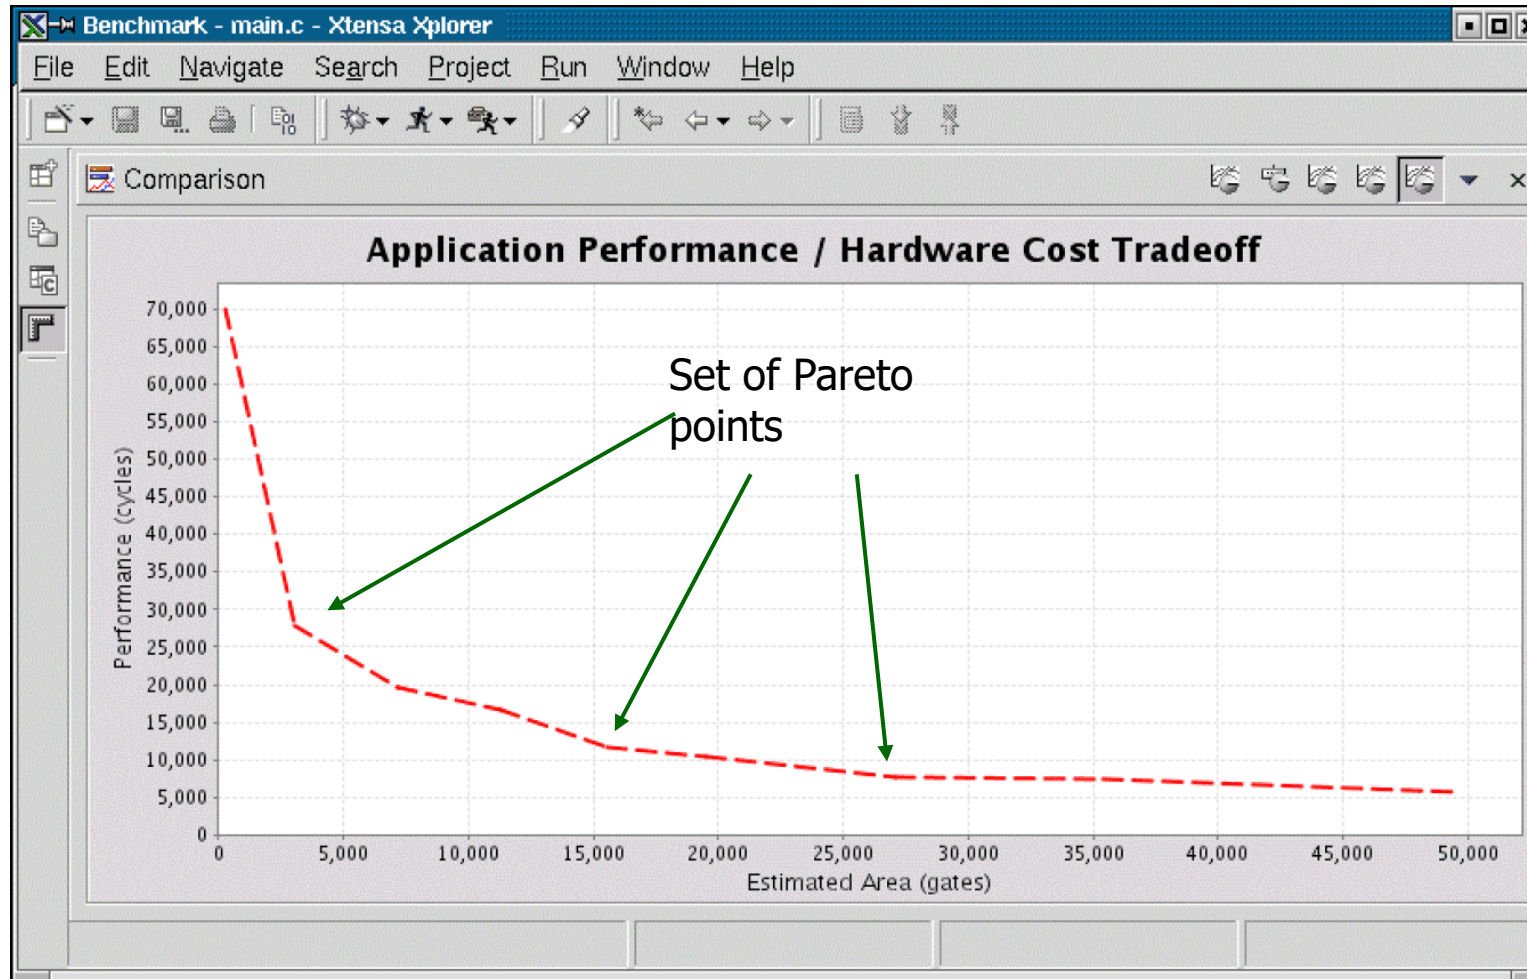 Benchmark - main.c - Xtensa Xplorer
File Edit Navigate Search Project Run Window Help
Comparison
Application Performance / Hardware Cost Tradeoff
70,000
65,000
60,000
55,000
50,000
45,000
40,000
35,000
30,000
25,000
20,000
15,000
10,000
5,000
0
Performance (cycles)
Set of Pareto
points
0 5,000 10,000 15,000 20,000 25,000 30,000 35,000 40,000 45,000 50,000
Estimated Area (gates)